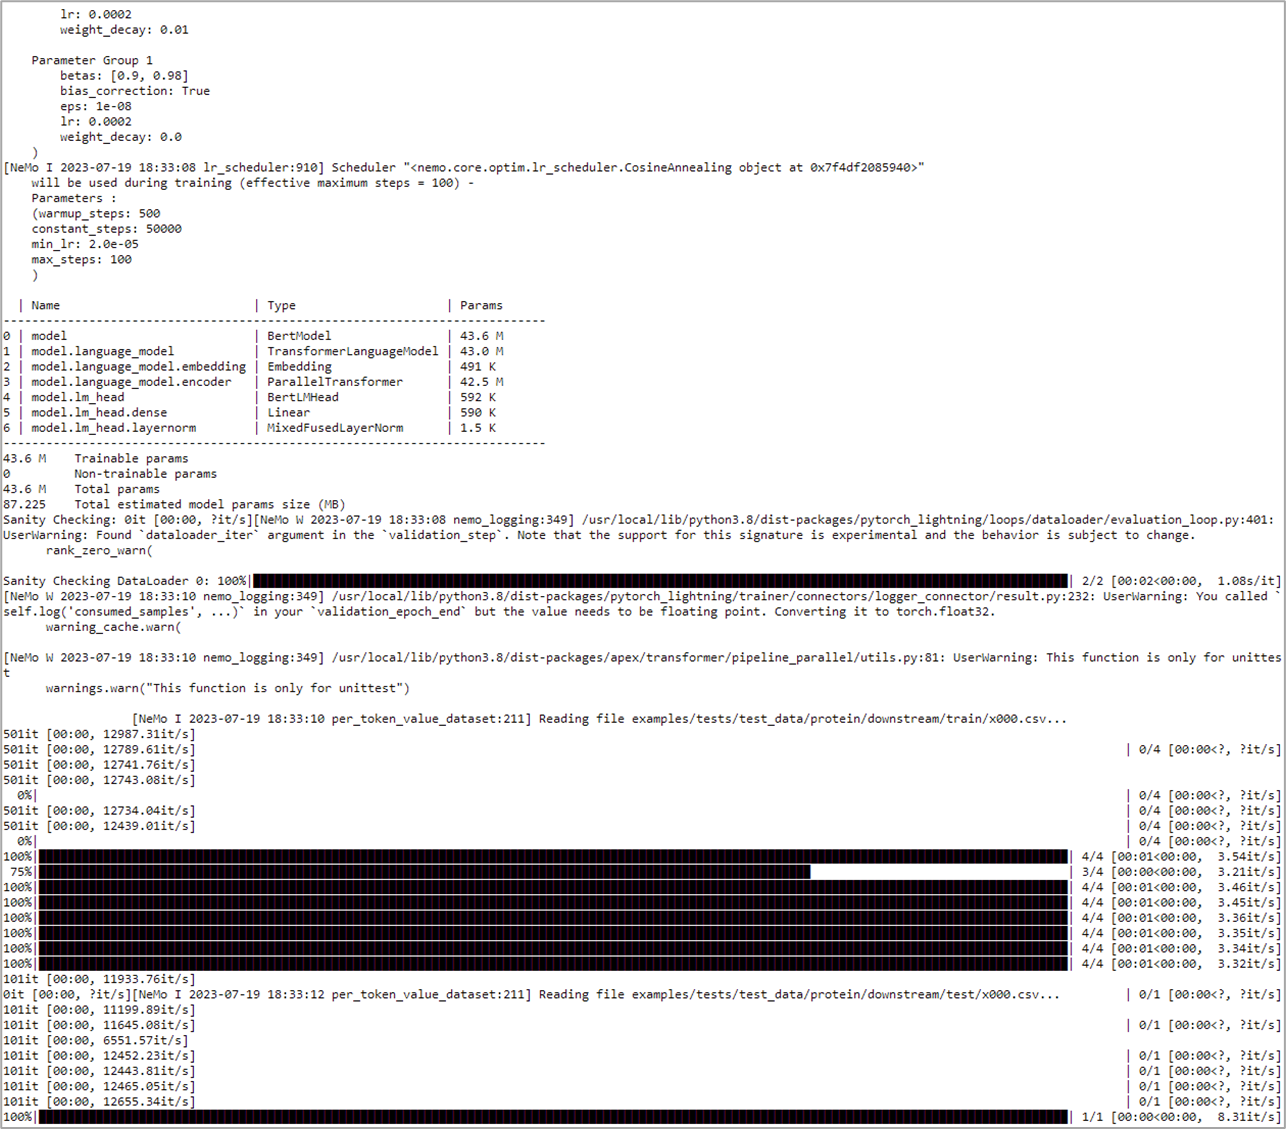 lr: 0.0002
weight_decay: 0.01
Parameter Group 1
betas: [0.9, 0.98]
bias_correction: True
eps: 1e-08
lr: 0.0002
weight_decay: 0.0
)
[NeMo I 2023-07-19 18:33:08 lr_scheduler:910] Scheduler "<nemo.core.optim.lr_scheduler.CosineAnnealing object at 0x7f4df2085940>"
will be used during training (effective maximum steps = 100) -
Parameters :
(warmup_steps: 500
constant_steps: 50000
min_lr: 2.0e-05
max_steps: 100
)
| Name | Type | Params
------------------------------------------------------------------------------
0 | model | BertModel | 43.6 M
1 | model.language_model | TransformerLanguageModel | 43.0 M
2 | model.language_model.embedding | Embedding | 491 K
3 | model.language_model.encoder | ParallelTransformer | 42.5 M
4 | model.lm_head | BertLMHead | 592 K
5 | model.lm_head.dense | Linear | 590 K
6 | model.lm_head.layernorm | MixedFusedLayerNorm | 1.5 K
------------------------------------------------------------------------------
43.6 M Trainable params
0 Non-trainable params
43.6 M Total params
87.225 Total estimated model params size (MB)
Sanity Checking: 0it [00:00, ?it/s][NeMo W 2023-07-19 18:33:08 nemo_logging:349] /usr/local/lib/python3.8/dist-packages/pytorch_lightning/loops/dataloader/evaluation_loop.py:401:
UserWarning: Found `dataloader_iter` argument in the `validation_step`. Note that the support for this signature is experimental and the behavior is subject to change.
rank_zero_warn(
Sanity Checking DataLoader 0: 100%| | 2/2 [00:02<00:00, 1.08s/it]
[NeMo W 2023-07-19 18:33:10 nemo_logging:349] /usr/local/lib/python3.8/dist-packages/pytorch_lightning/trainer/connectors/logger_connector/result.py:232: UserWarning: You called `
self.log('consumed_samples', ...)` in your `validation_epoch_end` but the value needs to be floating point. Converting it to torch.float32.
warning_cache.warn(
[NeMo W 2023-07-19 18:33:10 nemo_logging:349] /usr/local/lib/python3.8/dist-packages/apex/transformer/pipeline_parallel/utils.py:81: UserWarning: This function is only for unittes
t
warnings.warn("This function is only for unittest")
[NeMo I 2023-07-19 18:33:10 per_token_value_dataset:211] Reading file examples/tests/test_data/protein/downstream/train/x000.csv...
501it [00:00, 12987.31it/s]
501it [00:00, 12789.61it/s] | 0/4 [00:00<?, ?it/s]
501it [00:00, 12741.76it/s]
501it [00:00, 12743.08it/s]
0%| | 0/4 [00:00<?, ?it/s]
501it [00:00, 12734.04it/s] | 0/4 [00:00<?, ?it/s]
501it [00:00, 12439.01it/s] | 0/4 [00:00<?, ?it/s]
0%| | 0/4 [00:00<?, ?it/s]
100%| | 4/4 [00:01<00:00, 3.54it/s]
75%| | 3/4 [00:00<00:00, 3.21it/s]
100%| | 4/4 [00:01<00:00, 3.46it/s]
100%| | 4/4 [00:01<00:00, 3.45it/s]
100%| | 4/4 [00:01<00:00, 3.36it/s]
100%| | 4/4 [00:01<00:00, 3.35it/s]
100%| | 4/4 [00:01<00:00, 3.34it/s]
100%| | 4/4 [00:01<00:00, 3.32it/s]
101it [00:00, 11933.76it/s]
0it [00:00, ?it/s][NeMo I 2023-07-19 18:33:12 per_token_value_dataset:211] Reading file examples/tests/test_data/protein/downstream/test/x000.csv... | 0/1 [00:00<?, ?it/s]
101it [00:00, 11199.89it/s]
101it [00:00, 11645.08it/s] | 0/1 [00:00<?, ?it/s]
101it [00:00, 6551.57it/s]
101it [00:00, 12452.23it/s] | 0/1 [00:00<?, ?it/s]
101it [00:00, 12443.81it/s] | 0/1 [00:00<?, ?it/s]
101it [00:00, 12465.05it/s] | 0/1 [00:00<?, ?it/s]
101it [00:00, 12655.34it/s] | 0/1 [00:00<?, ?it/s]
100%| | 1/1 [00:00<00:00, 8.31it/s]